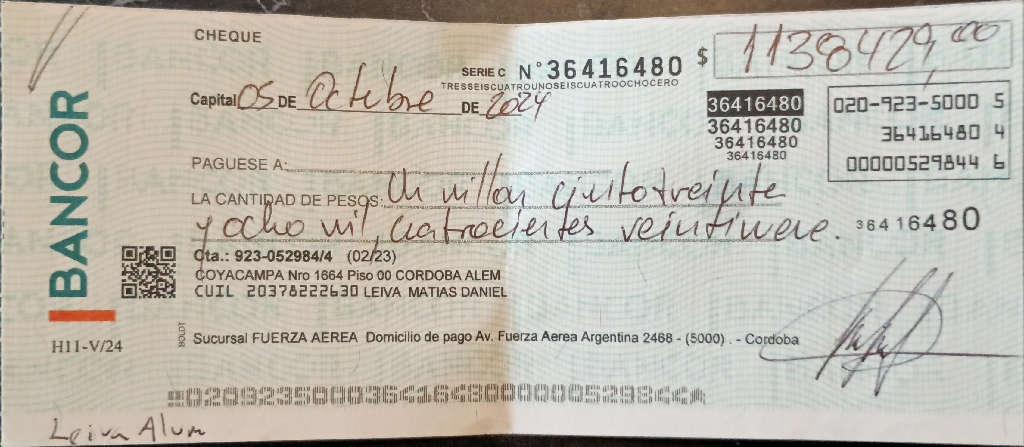 CHEQUE
SERIE C N°36416480
TRESSEISCUATROUNOSEISCUATROOCHOCERO
$ 1138429,00
Capital 05 DE Octubre DE 2024
36416480
36416480
36416480
36416480
020-923-5000 5
36416480 4
00000529844 6
PAGUESE A:
LA CANTIDAD DE PESOS: Un millon cientotreinta
y ocho mil, cuatrocientos veintinueve.
36416480
Cta.: 923-052984/4 (02/23)
COYACAMPA Nro 1664 Piso 00 CORDOBA ALEM
CUIL 20378222630 LEIVA MATIAS DANIEL
BANCOR
H11-V/24
BOLDT
Sucursal FUERZA AEREA Domicilio de pago Av. Fuerza Aerea Argentina 2468 - (5000) . - Cordoba
Leiva Alum